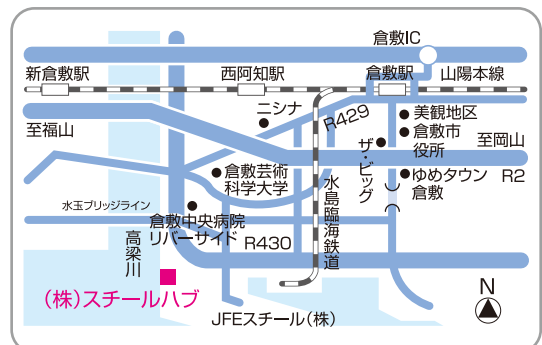 倉敷IC
新倉敷駅
西阿知駅
倉敷駅
山陽本線
ニシナ
R429
美観地区
倉敷市
役所
至福山
ザ・ビッグ
至岡山
倉敷芸術
科学大学
ゆめタウン
倉敷
R2
水玉ブリッジライン
倉敷中央病院
リバーサイド
水島臨海鉄道
高梁川
R430
(株)スチールハブ
JFEスチール(株)
N